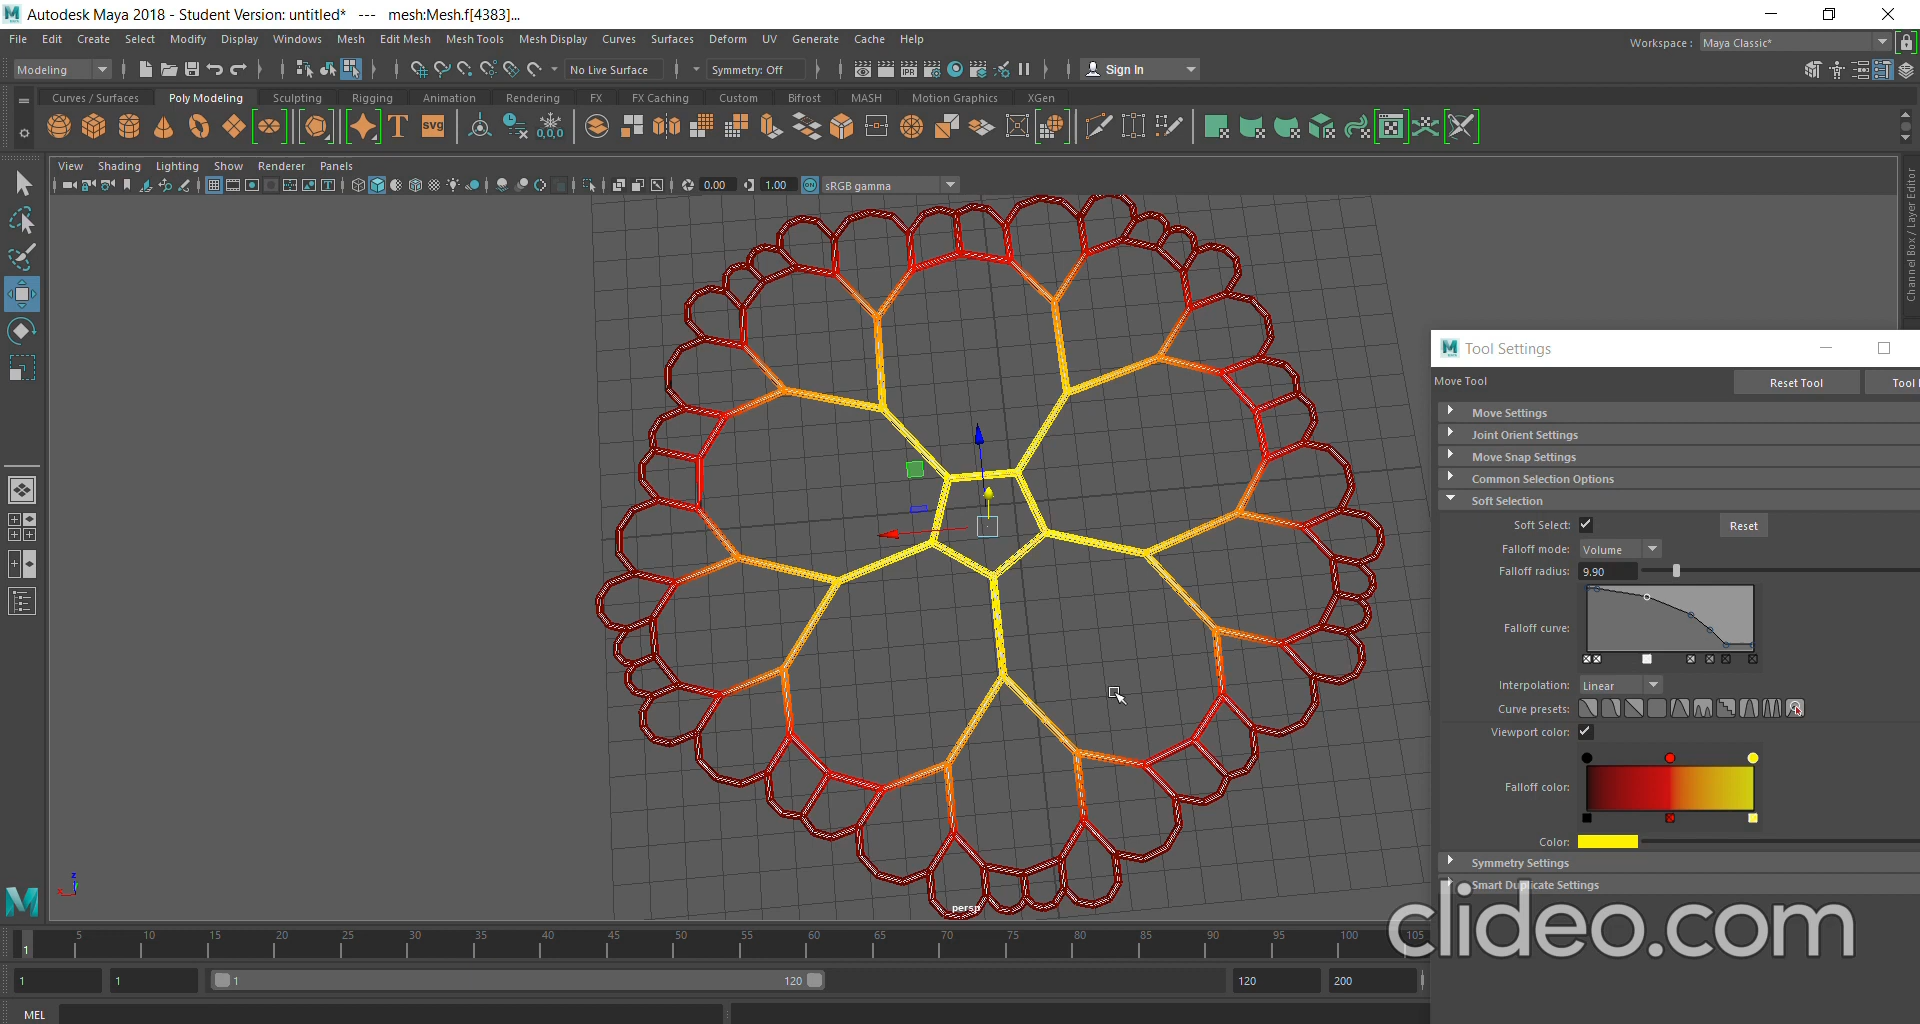 Autodesk Maya 2018 - Student Version: untitled* --- mesh:Mesh.f[4383]...
File Edit Create Select Modify Display Windows Mesh Edit Mesh Mesh Tools Mesh Display Curves Surfaces Deform UV Generate Cache Help
Workspace : Maya Classic*
Modeling No Live Surface Symmetry: Off IPR Sign In
Curves / Surfaces Poly Modeling Sculpting Rigging Animation Rendering FX FX Caching Custom Bifrost MASH Motion Graphics XGen
T SVG 0,0,0
View Shading Lighting Show Renderer Panels
0.00 1.00 ON sRGB gamma
Channel Box / Layer Editor
Tool Settings
Move Tool Reset Tool Tool
Move Settings
Joint Orient Settings
Move Snap Settings
Common Selection Options
Soft Selection
Soft Select: Reset
Falloff mode: Volume
Falloff radius: 9.90
Falloff curve:
Interpolation: Linear
Curve presets:
Viewport color:
Falloff color:
Color:
Symmetry Settings
Smart Duplicate Settings
z
x
persp
clideo.com
1 5 10 15 20 25 30 35 40 45 50 55 60 65 70 75 80 85 90 95 100 105
1 1 1 120 120 200
MEL